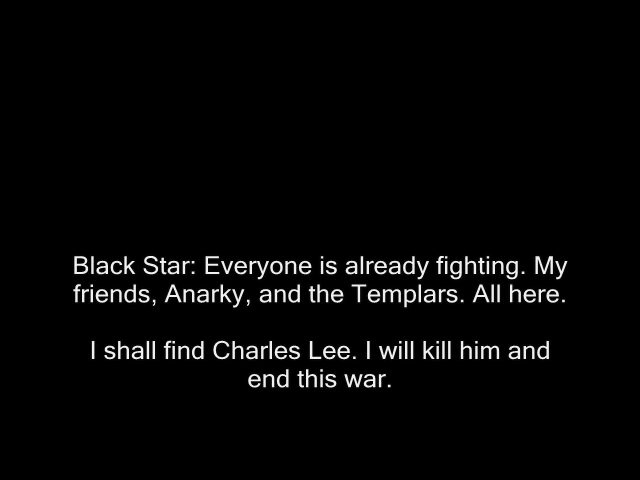 Black Star: Everyone is already fighting. My
friends, Anarky, and the Templars. All here.
I shall find Charles Lee. I will kill him and
end this war.